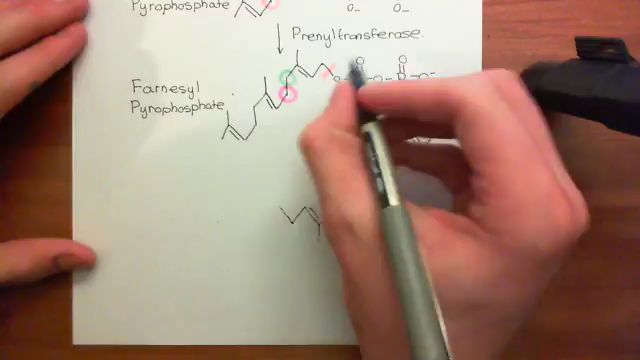 Pyrophosphate
O- O-
Prenyltransferase.
Farnesyl
Pyrophosphate